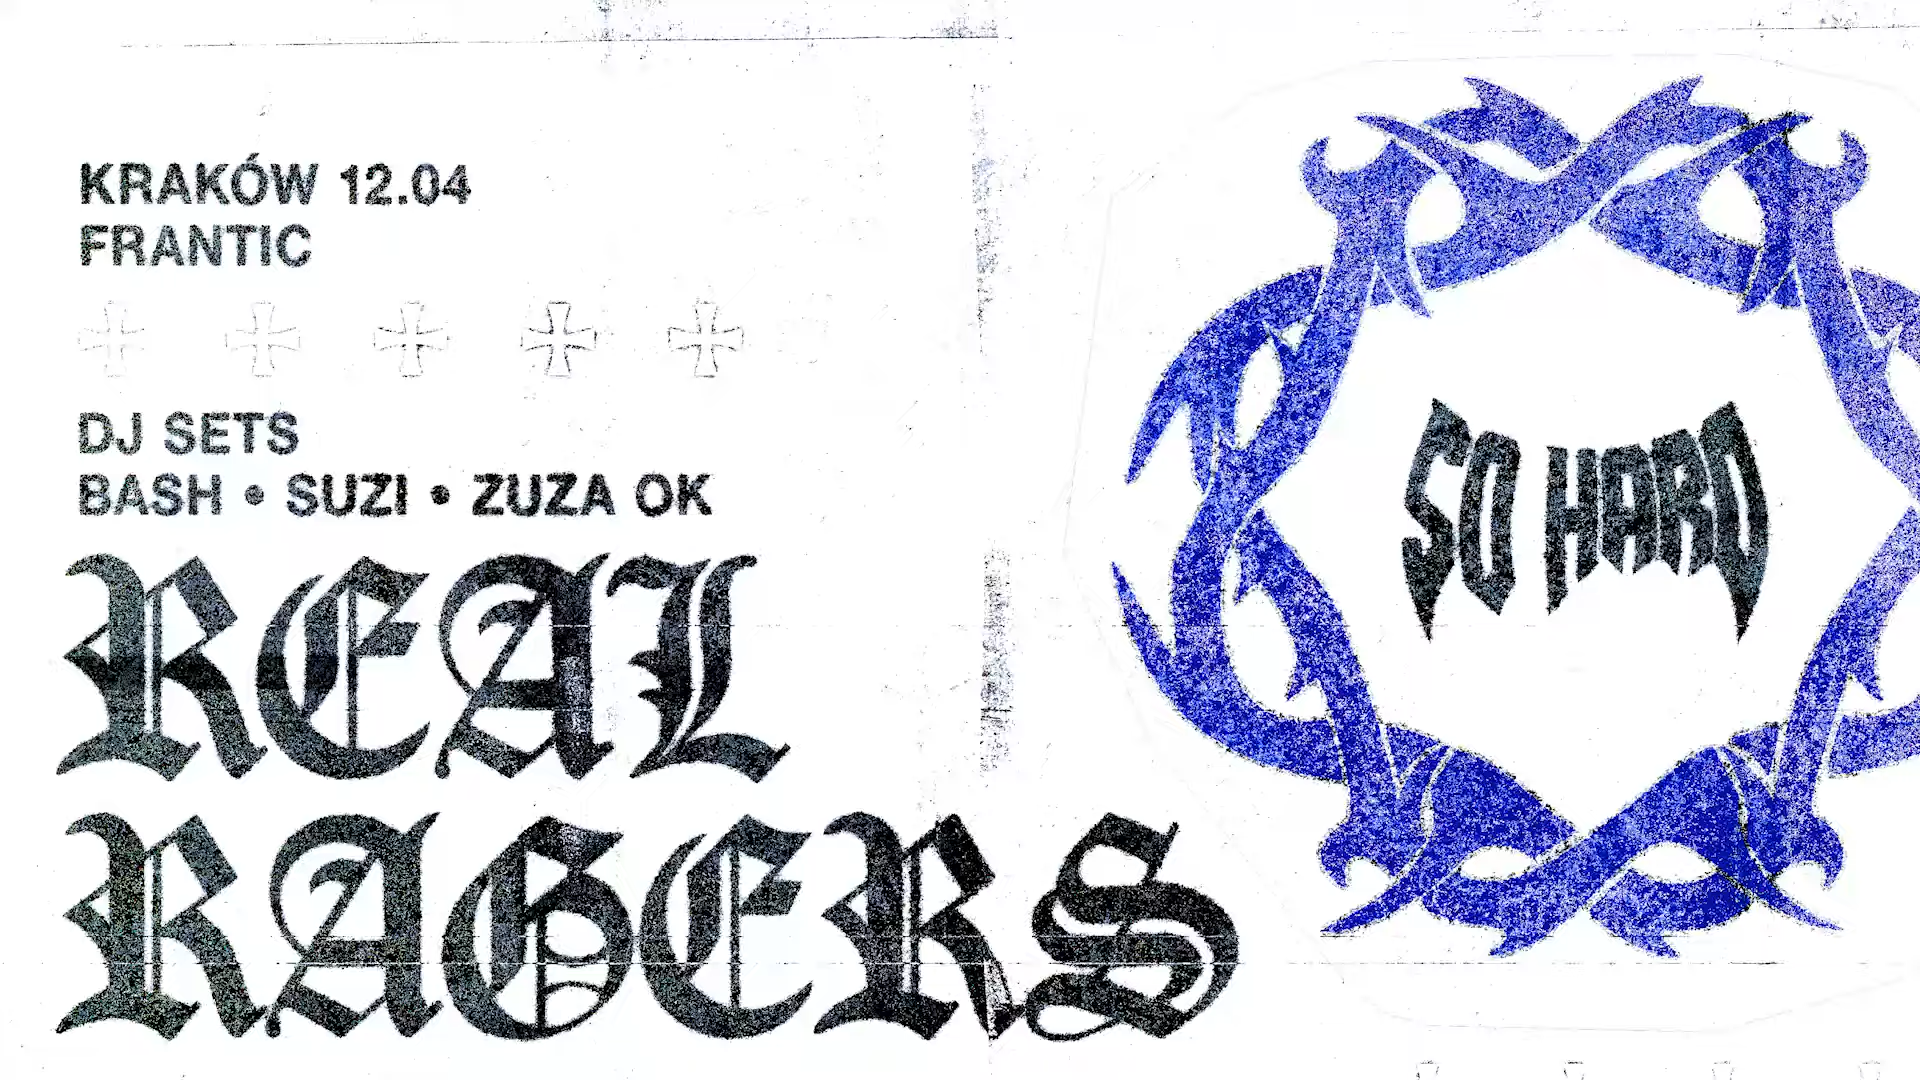 KRAKÓW 12.04
FRANTIC
DJ SETS
BASH • SUZI • ZUZA OK
REAL
RAGERS
SO HARD